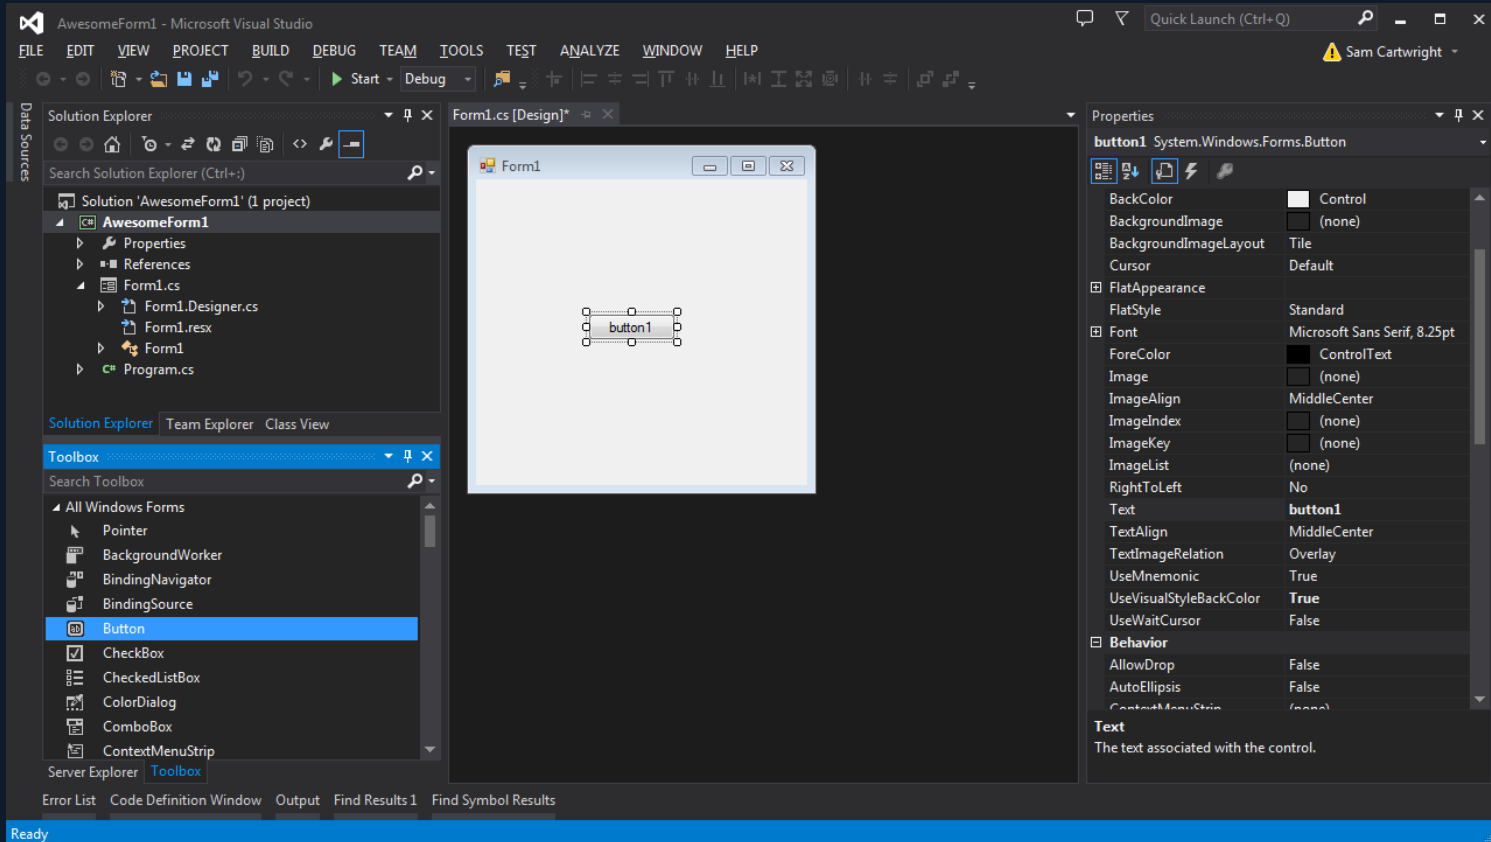 AwesomeForm1 - Microsoft Visual Studio
Quick Launch (Ctrl+Q)
FILE EDIT VIEW PROJECT BUILD DEBUG TEAM TOOLS TEST ANALYZE WINDOW HELP
Sam Cartwright
Start Debug
Data Sources
Solution Explorer
Search Solution Explorer (Ctrl+;)
Solution 'AwesomeForm1' (1 project)
C# AwesomeForm1
Properties
References
Form1.cs
Form1.Designer.cs
Form1.resx
Form1
C# Program.cs
Solution Explorer Team Explorer Class View
Toolbox
Search Toolbox
All Windows Forms
Pointer
BackgroundWorker
BindingNavigator
BindingSource
ab Button
CheckBox
CheckedListBox
ColorDialog
ComboBox
ContextMenuStrip
Server Explorer Toolbox
Form1.cs [Design]*
Form1
button1
Properties
button1 System.Windows.Forms.Button
BackColor Control
BackgroundImage (none)
BackgroundImageLayout Tile
Cursor Default
FlatAppearance
FlatStyle Standard
Font Microsoft Sans Serif, 8.25pt
ForeColor ControlText
Image (none)
ImageAlign MiddleCenter
ImageIndex (none)
ImageKey (none)
ImageList (none)
RightToLeft No
Text button1
TextAlign MiddleCenter
TextImageRelation Overlay
UseMnemonic True
UseVisualStyleBackColor True
UseWaitCursor False
Behavior
AllowDrop False
AutoEllipsis False
ContextMenuStrip (none)
Text
The text associated with the control.
Error List Code Definition Window Output Find Results 1 Find Symbol Results
Ready